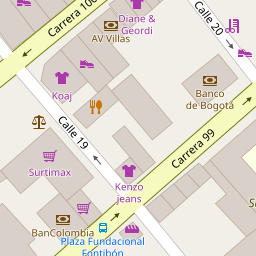 Diane &
Geordi
Carrera 100
AV Villas
Calle 20
Koaj
Banco
de Bogotá
Calle 19
Carrera 99
Surtimax
Kenzo
jeans
BanColombia
Plaza Fundacional
Fontibón